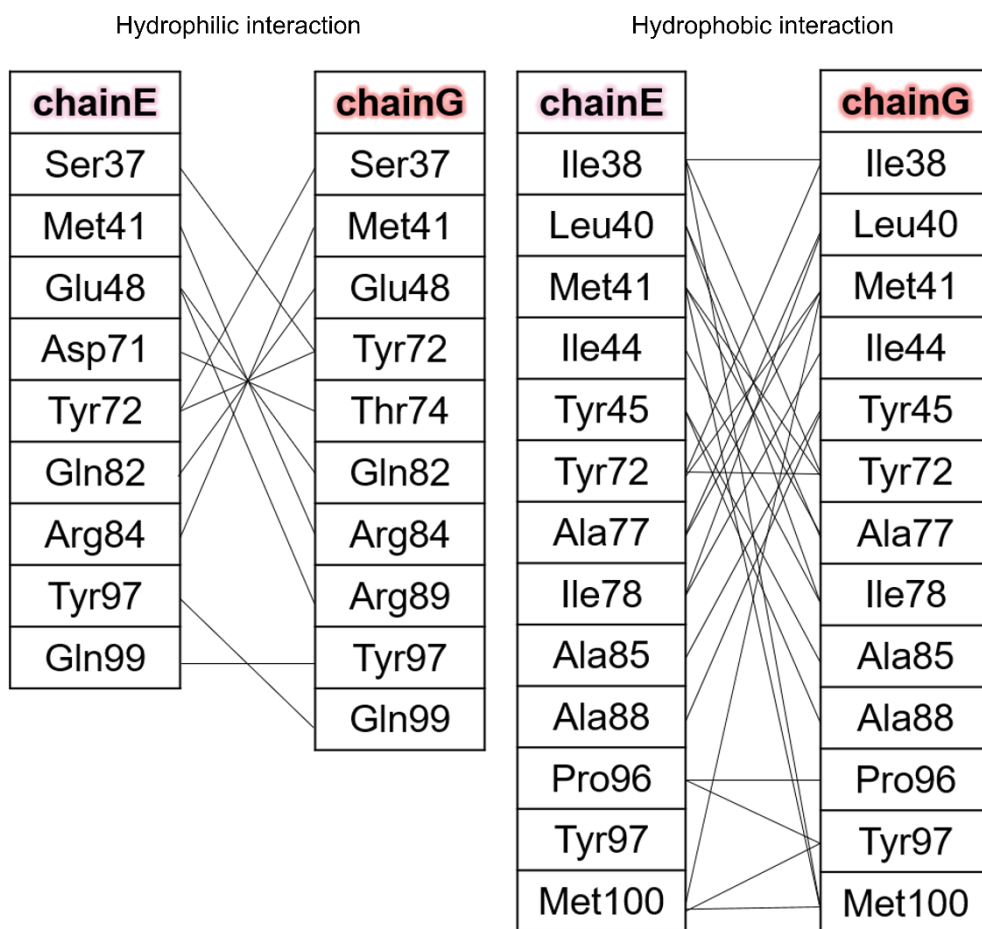 Hydrophilic interaction
chainE
Ser37
Met41
Glu48
Asp71
Tyr72
Gln82
Arg84
Tyr97
Gln99
chainG
Ser37
Met41
Glu48
Tyr72
Thr74
Gln82
Arg84
Arg89
Tyr97
Gln99
Hydrophobic interaction
chainE
Ile38
Leu40
Met41
Ile44
Tyr45
Tyr72
Ala77
Ile78
Ala85
Ala88
Pro96
Tyr97
Met100
chainG
Ile38
Leu40
Met41
Ile44
Tyr45
Tyr72
Ala77
Ile78
Ala85
Ala88
Pro96
Tyr97
Met100